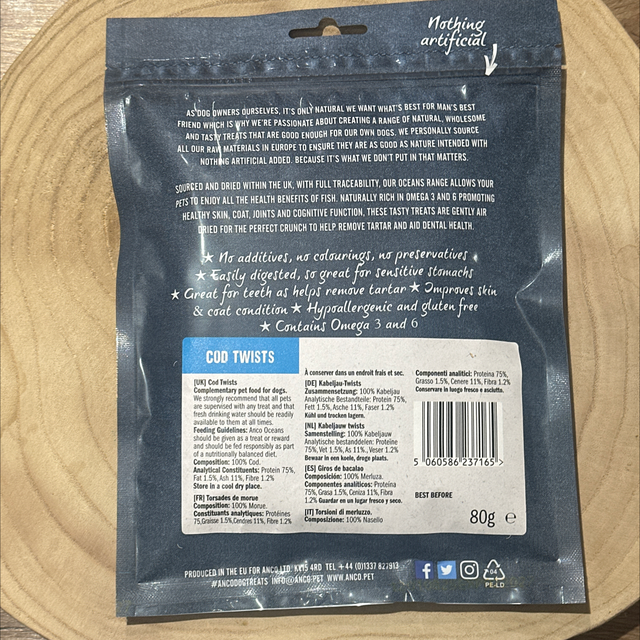 Nothing
artificial
AS DOG OWNERS OURSELVES, IT'S ONLY NATURAL WE WANT WHAT'S BEST FOR MAN'S BEST
FRIEND WHICH IS WHY WE'RE PASSIONATE ABOUT CREATING A RANGE OF NATURAL, WHOLESOME
AND TASTY TREATS THAT ARE GOOD ENOUGH FOR OUR OWN DOGS. WE PERSONALLY SOURCE
ALL OUR RAW MATERIALS IN EUROPE TO ENSURE THEY ARE AS GOOD AS NATURE INTENDED WITH
NOTHING ARTIFICIAL ADDED. BECAUSE IT'S WHAT WE DON'T PUT IN THAT MATTERS.
SOURCED AND DRIED WITHIN THE UK, WITH FULL TRACEABILITY, OUR OCEANS RANGE ALLOWS YOUR
PETS TO ENJOY ALL THE HEALTH BENEFITS OF FISH. NATURALLY RICH IN OMEGA 3 AND 6 PROMOTING
HEALTHY SKIN, COAT, JOINTS AND COGNITIVE FUNCTION, THESE TASTY TREATS ARE GENTLY AIR
DRIED FOR THE PERFECT CRUNCH TO HELP REMOVE TARTAR AND AID DENTAL HEALTH.
★ No additives, no colourings, no preservatives
★ Easily digested, so great for sensitive stomachs
★ Great for teeth as helps remove tartar ★ Improves skin
& coat condition ★ Hypoallergenic and gluten free
★ Contains Omega 3 and 6
COD TWISTS
[UK] Cod Twists
Complementary pet food for dogs.
We strongly recommend that all pets
are supervised with any treat and that
fresh drinking water should be readily
available to them at all times.
Feeding Guidelines: Anco Oceans
should be given as a treat or reward
and should be fed responsibly as part
of a nutritionally balanced diet.
Composition: 100% Cod.
Analytical Constituents: Protein 75%,
Fat 1.5%, Ash 11%, Fibre 1.2%
Store in a cool dry place.
[FR] Torsades de morue
Composition: 100% Morue.
Constituants analytiques: Protéines
75,Graisse 1.5%,Cendres 11%, Fibre 1.2%
À conserver dans un endroit frais et sec.
[DE] Kabeljau-Twists
Zusammensetzung: 100% Kabeljau
Analytische Bestandteile: Protein 75%,
Fett 1.5%, Asche 11%, Faser 1.2%
Kühl und trocken lagern.
[NL] Kabeljauw twists
Samenstelling: 100% Kabeljauw
Analytische bestanddelen: Proteïne
75%, Vet 1.5%, As 11%, Vezer 1.2%
Bewaar in een koele, droge plaats.
[ES] Giros de bacalao
Composición: 100% Merluza.
Componentes analíticos: Proteína
75%, Grasa 1.5%, Ceniza 11%, Fibra
1.2% Guardar en un lugar fresco y seco.
[IT] Torsioni di merluzzo.
Composizione: 100% Nasello
Componenti analitici: Proteina 75%,
Grasso 1.5%, Cenere 11%, Fibra 1.2%
Conservare in luogo fresco e asciutto.
5 060586 237165 >
BEST BEFORE
80g ℮
PRODUCED IN THE EU FOR ANCO LTD. KY15 4RD TEL +44 (0)1337 827913
#ANCODOGTREATS INFO@ANCO.PET WWW.ANCO.PET
04
PE-LD